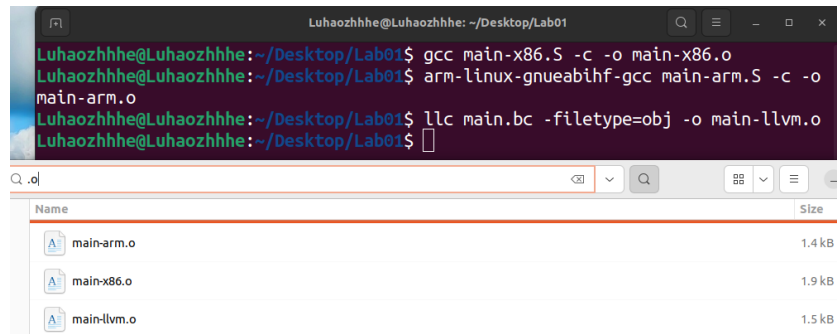 Luhaozhhhe@Luhaozhhhe: ~/Desktop/Lab01
Luhaozhhhe@Luhaozhhhe:~/Desktop/Lab01$ gcc main-x86.S -c -o main-x86.o
Luhaozhhhe@Luhaozhhhe:~/Desktop/Lab01$ arm-linux-gnueabihf-gcc main-arm.S -c -o
main-arm.o
Luhaozhhhe@Luhaozhhhe:~/Desktop/Lab01$ llc main.bc -filetype=obj -o main-llvm.o
Luhaozhhhe@Luhaozhhhe:~/Desktop/Lab01$
.o
Name Size
main-arm.o 1.4 kB
main-x86.o 1.9 kB
main-llvm.o 1.5 kB